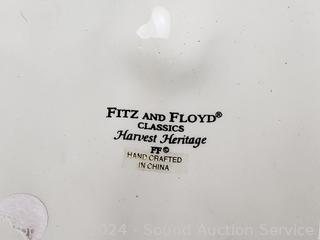 FITZ AND FLOYD®
CLASSICS
Harvest Heritage
FF©
HAND CRAFTED
IN CHINA
2024 - Sound Auction Service